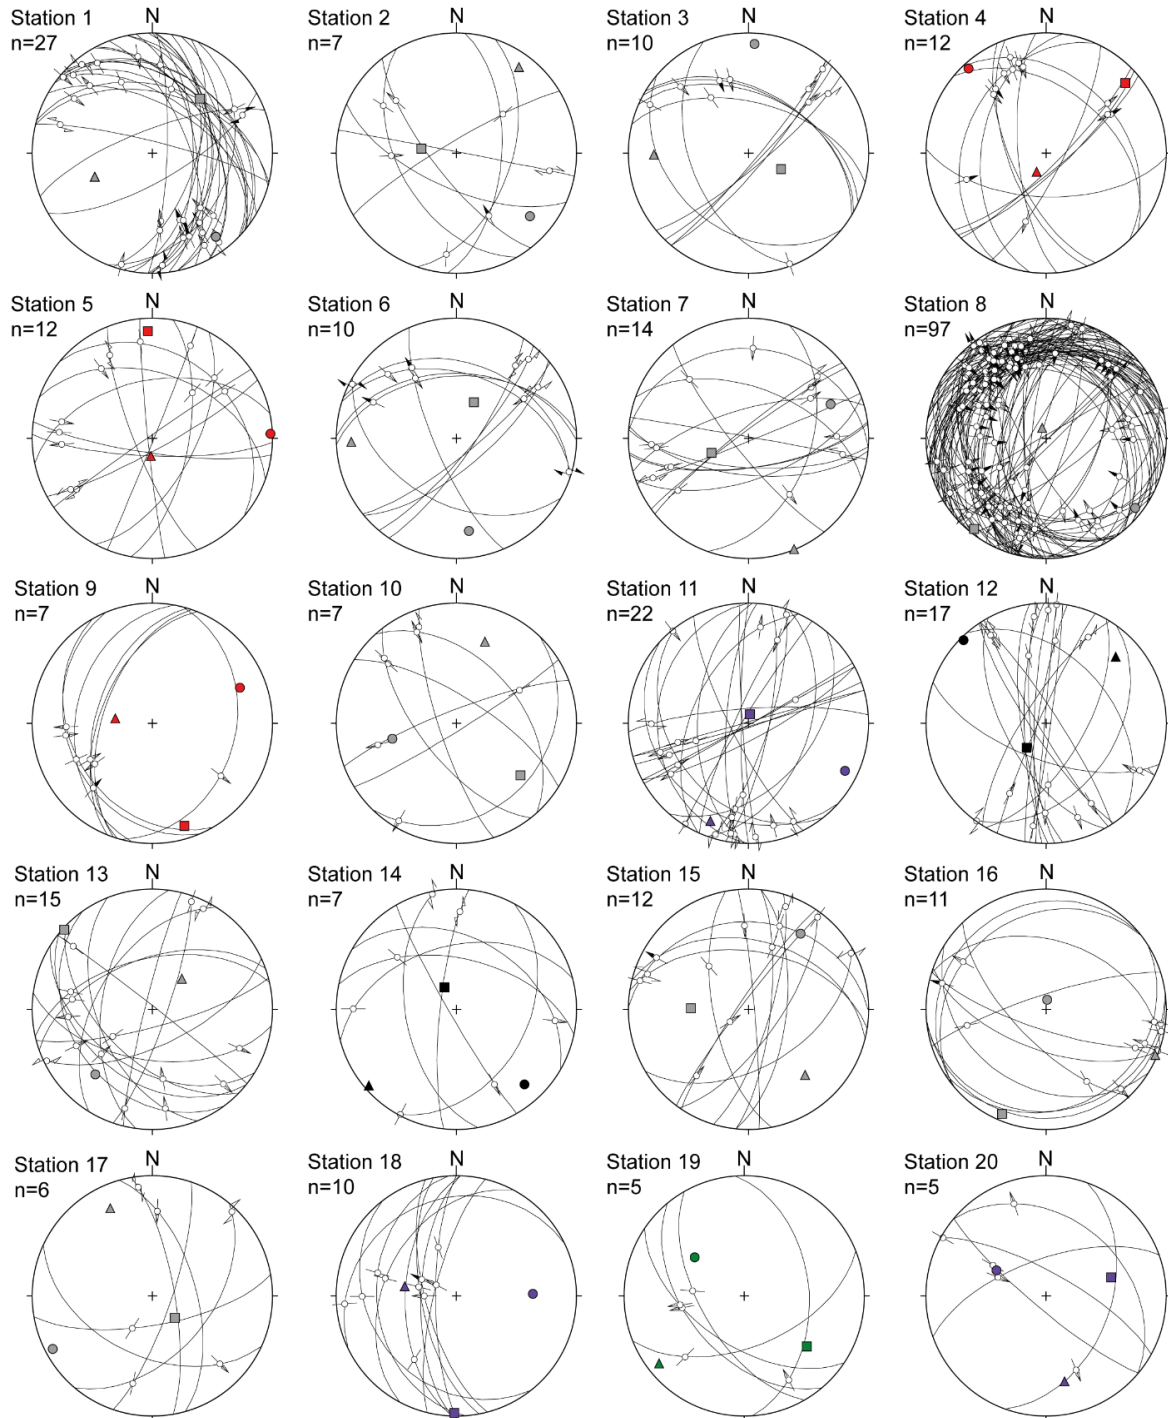 Station 1
n=27
N
Station 2
n=7
N
Station 3
n=10
N
Station 4
n=12
N
Station 5
n=12
N
Station 6
n=10
N
Station 7
n=14
N
Station 8
n=97
N
Station 9
n=7
N
Station 10
n=7
N
Station 11
n=22
N
Station 12
n=17
N
Station 13
n=15
N
Station 14
n=7
N
Station 15
n=12
N
Station 16
n=11
N
Station 17
n=6
N
Station 18
n=10
N
Station 19
n=5
N
Station 20
n=5
N